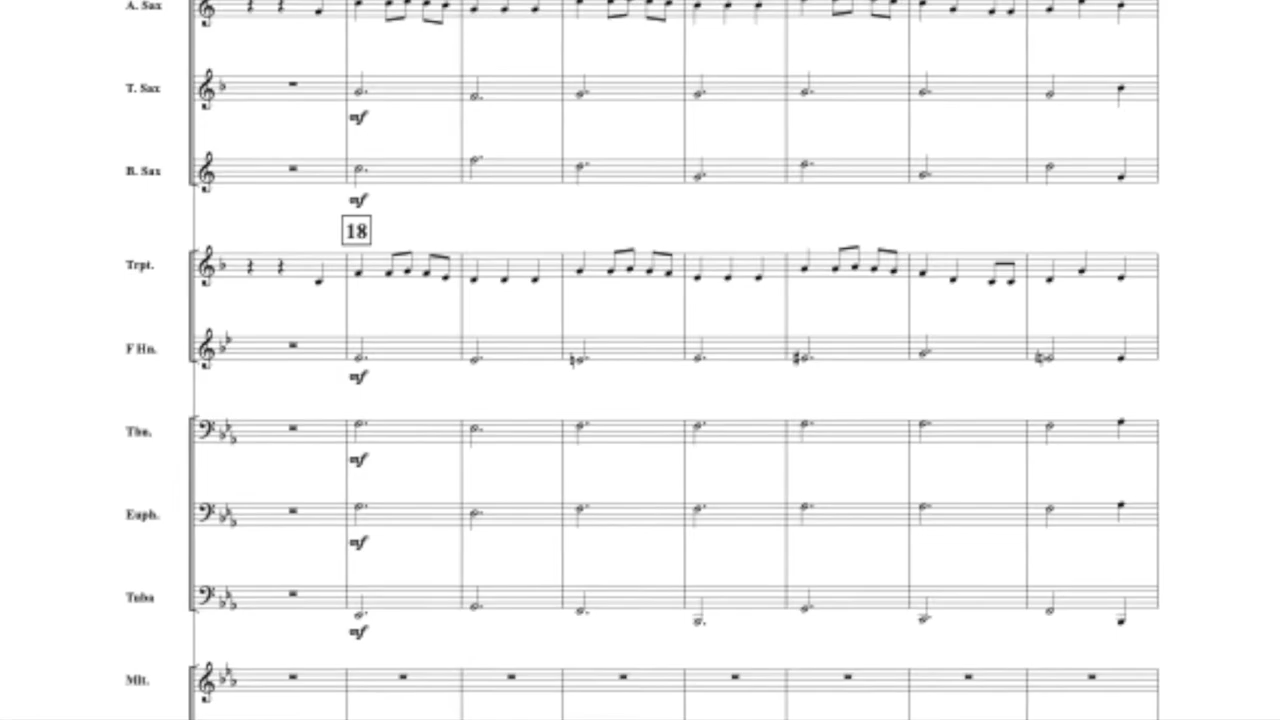 A. Sax
T. Sax
mf
B. Sax
mf
18
Trpt.
F Hn.
mf
Tbn.
mf
Euph.
mf
Tuba
mf
Mlt.